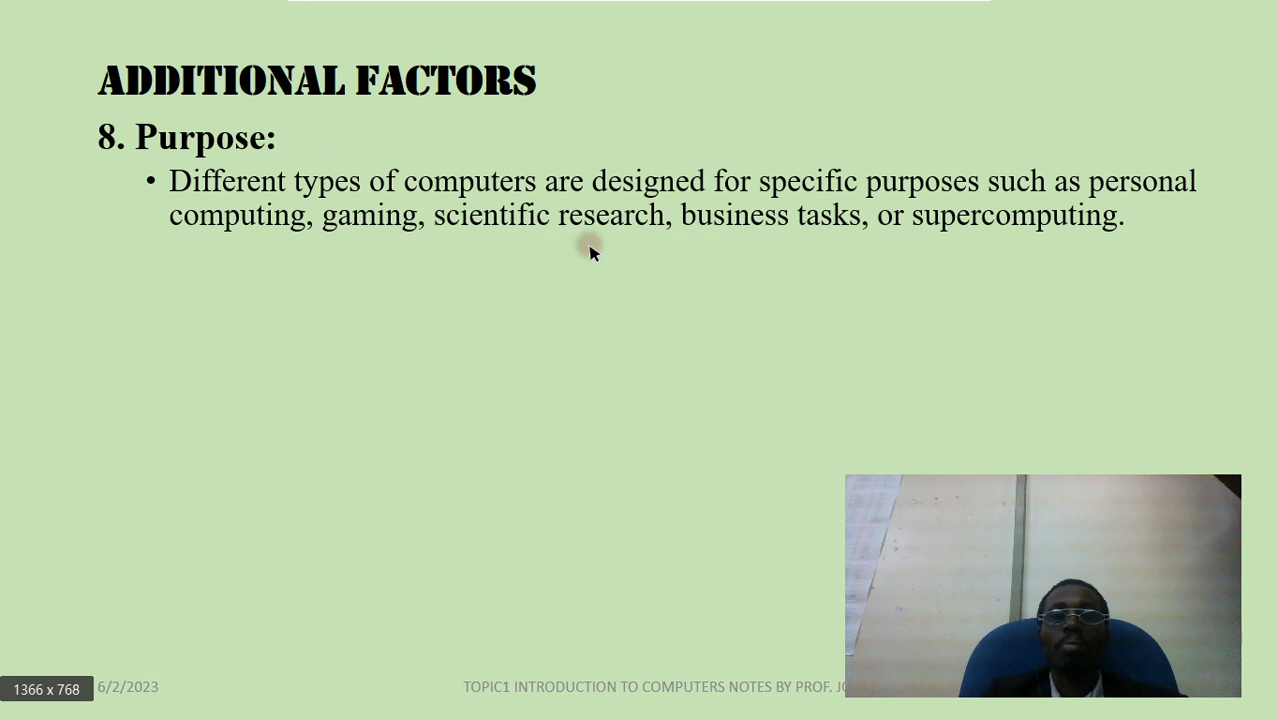 ADDITIONAL FACTORS
8. Purpose:
• Different types of computers are designed for specific purposes such as personal
computing, gaming, scientific research, business tasks, or supercomputing.
1366 x 768
6/2/2023
TOPIC1 INTRODUCTION TO COMPUTERS NOTES BY PROF.